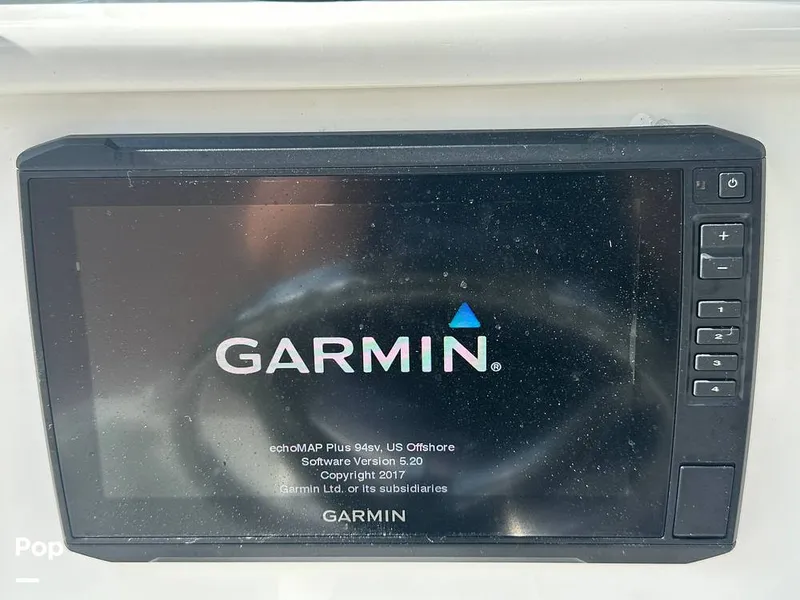 +
−
GARMIN®
1
2
3
4
echoMAP Plus 94sv, US Offshore
Software Version 5.20
Copyright 2017
Garmin Ltd. or its subsidiaries
GARMIN
Pop